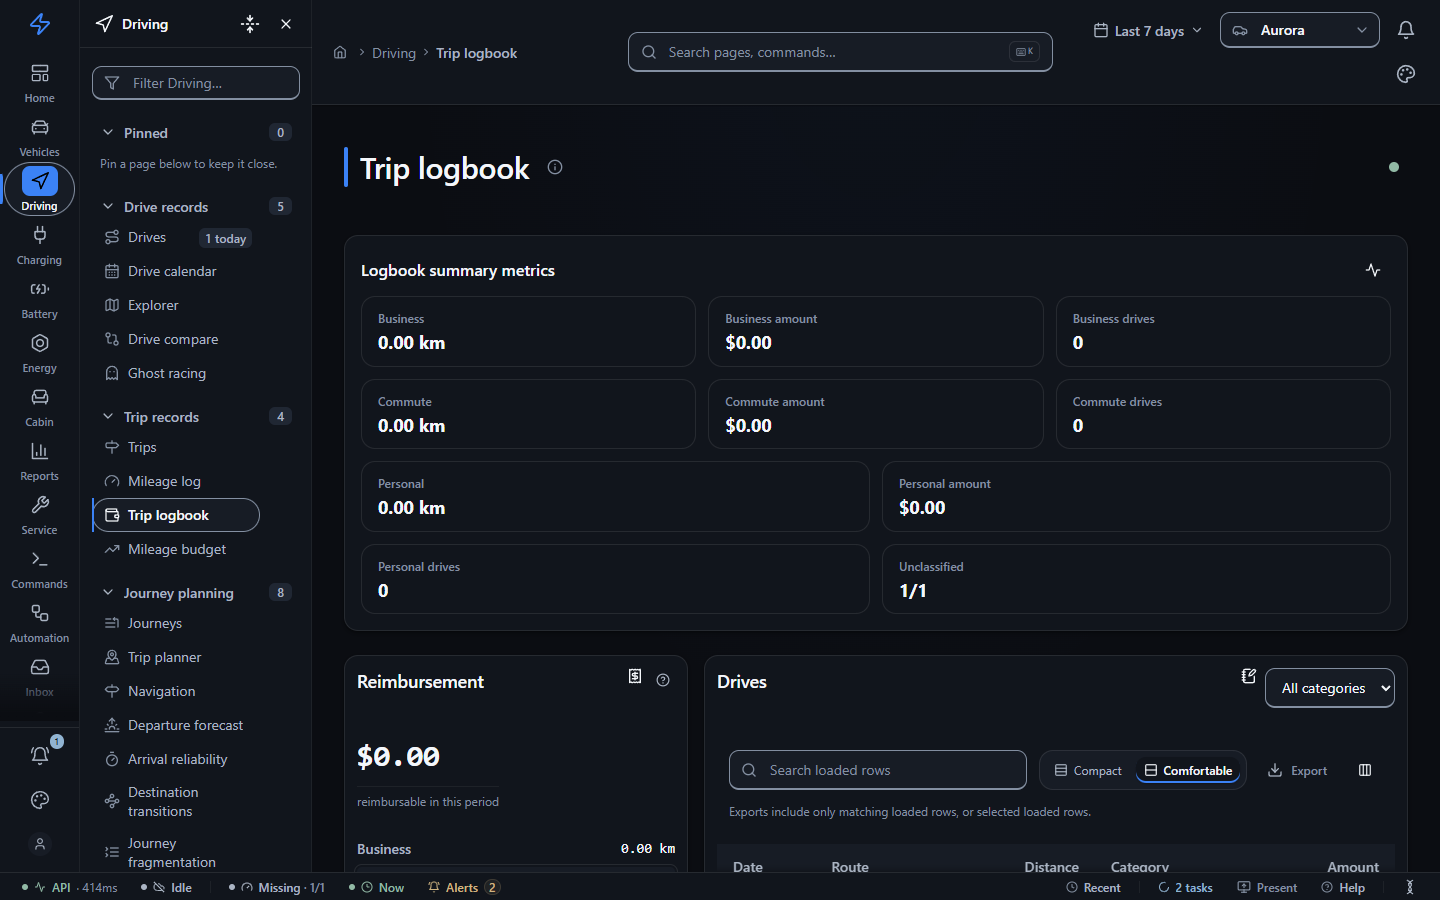 Home
Vehicles
Driving
Charging
Battery
Energy
Cabin
Reports
Service
Commands
Automation
Inbox
1
Driving
Filter Driving...
Pinned 0
Pin a page below to keep it close.
Drive records 5
Drives 1 today
Drive calendar
Explorer
Drive compare
Ghost racing
Trip records 4
Trips
Mileage log
Trip logbook
Mileage budget
Journey planning 8
Journeys
Trip planner
Navigation
Departure forecast
Arrival reliability
Destination
transitions
Journey
fragmentation
Driving Trip logbook
Search pages, commands... K
Last 7 days
Aurora
Trip logbook
Logbook summary metrics
Business
0.00 km
Business amount
$0.00
Business drives
0
Commute
0.00 km
Commute amount
$0.00
Commute drives
0
Personal
0.00 km
Personal amount
$0.00
Personal drives
0
Unclassified
1/1
Reimbursement
$0.00
reimbursable in this period
Business 0.00 km
Drives
All categories
Search loaded rows
Compact Comfortable Export
Exports include only matching loaded rows, or selected loaded rows.
Date Route Distance Category Amount
API · 414ms Idle Missing · 1/1 Now Alerts 2 Recent 2 tasks Present Help